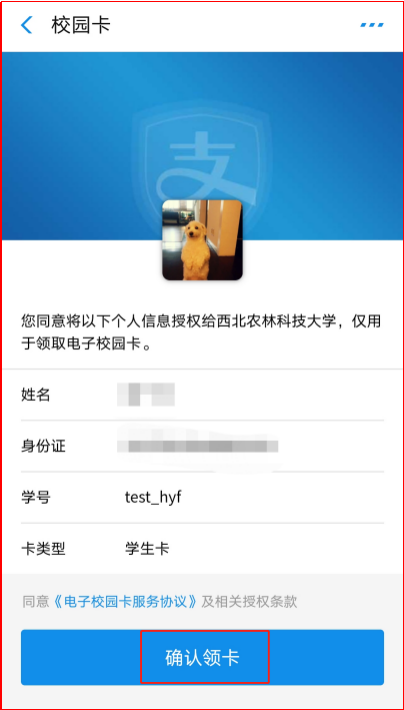 校园卡
支
您同意将以下个人信息授权给西北农林科技大学，仅用
于领取电子校园卡。
姓名
身份证
学号 test_hyf
卡类型 学生卡
同意《电子校园卡服务协议》及相关授权条款
确认领卡